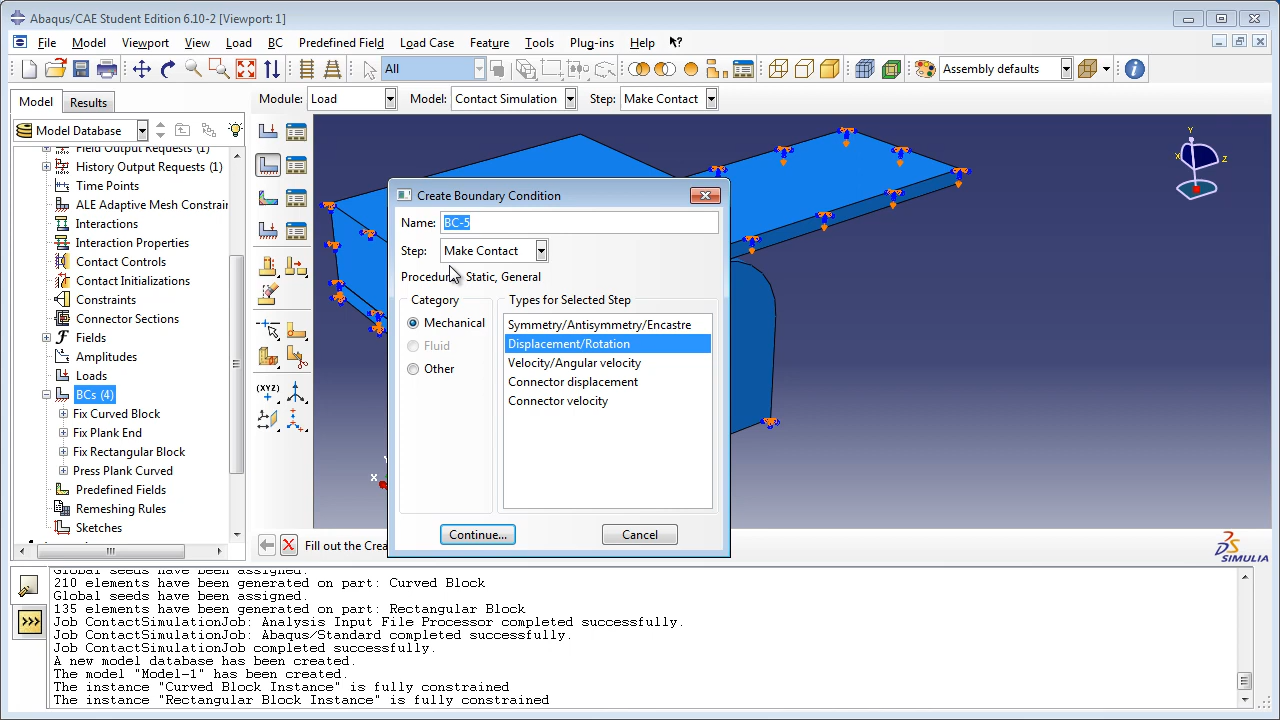 Abaqus/CAE Student Edition 6.10-2 [Viewport: 1]
File Model Viewport View Load BC Predefined Field Load Case Feature Tools Plug-ins Help
All
Assembly defaults
Model Results
Module: Load Model: Contact Simulation Step: Make Contact
Model Database
Field Output Requests (1)
History Output Requests (1)
Time Points
ALE Adaptive Mesh Constrain
Interactions
Interaction Properties
Contact Controls
Contact Initializations
Constraints
Connector Sections
Fields
Amplitudes
Loads
BCs (4)
Fix Curved Block
Fix Plank End
Fix Rectangular Block
Press Plank Curved
Predefined Fields
Remeshing Rules
Sketches
(XYZ)
Y
X
Z
Y
X
Create Boundary Condition
Name: BC-5
Step: Make Contact
Procedure: Static, General
Category
Mechanical
Fluid
Other
Types for Selected Step
Symmetry/Antisymmetry/Encastre
Displacement/Rotation
Velocity/Angular velocity
Connector displacement
Connector velocity
Continue...
Cancel
Fill out the Crea
SIMULIA
Global seeds have been assigned.
210 elements have been generated on part: Curved Block
Global seeds have been assigned.
135 elements have been generated on part: Rectangular Block
Job ContactSimulationJob: Analysis Input File Processor completed successfully.
Job ContactSimulationJob: Abaqus/Standard completed successfully.
Job ContactSimulationJob completed successfully.
A new model database has been created.
The model "Model-1" has been created.
The instance "Curved Block Instance" is fully constrained
The instance "Rectangular Block Instance" is fully constrained